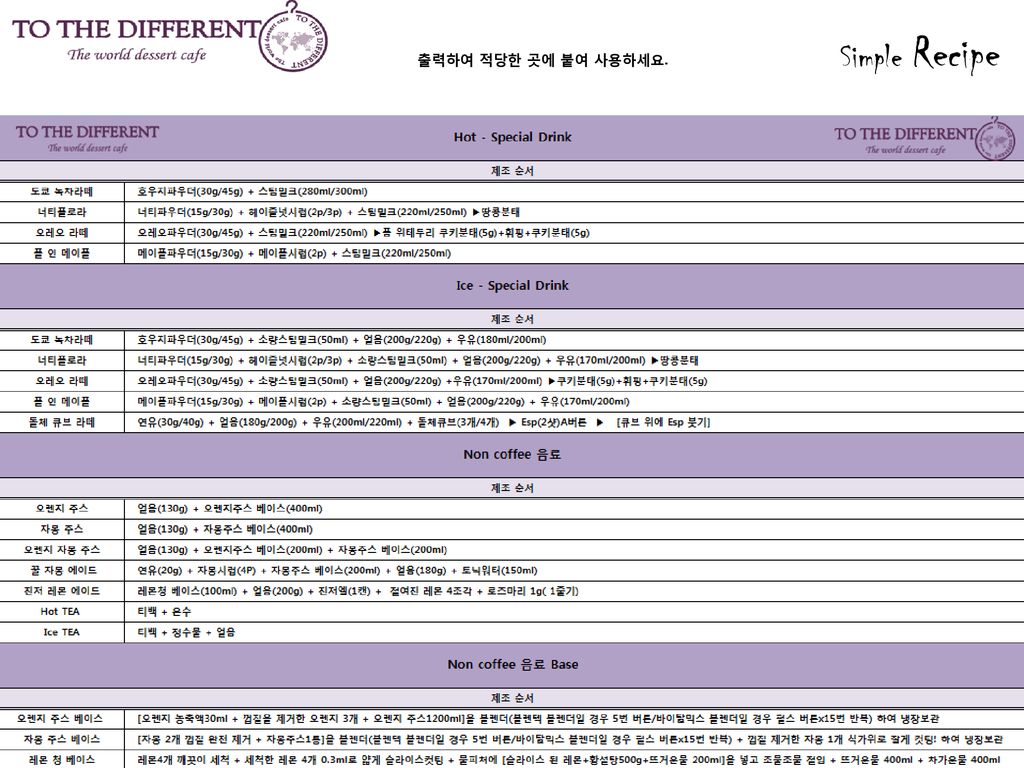 TO THE DIFFERENT
The world dessert cafe
출력하여 적당한 곳에 붙여 사용하세요.
Simple Recipe
TO THE DIFFERENT
The world dessert cafe
Hot - Special Drink
TO THE DIFFERENT
The world dessert cafe
제조 순서
도쿄 녹차라떼 호우지파우더(30g/45g) + 스팀밀크(280ml/300ml)
너티플로라 너티파우더(15g/30g) + 헤이즐넛시럽(2p/3p) + 스팀밀크(220ml/250ml) ▶땅콩분태
오레오 라떼 오레오파우더(30g/45g) + 스팀밀크(220ml/250ml) ▶폼 위테두리 쿠키분태(5g)+휘핑+쿠키분태(5g)
폴 인 메이플 메이플파우더(15g/30g) + 메이플시럽(2p) + 스팀밀크(220ml/250ml)
Ice - Special Drink
제조 순서
도쿄 녹차라떼 호우지파우더(30g/45g) + 소량스팀밀크(50ml) + 얼음(200g/220g) + 우유(180ml/200ml)
너티플로라 너티파우더(15g/30g) + 헤이즐넛시럽(2p/3p) + 소량스팀밀크(50ml) + 얼음(200g/220g) + 우유(170ml/200ml) ▶땅콩분태
오레오 라떼 오레오파우더(30g/45g) + 소량스팀밀크(50ml) + 얼음(200g/220g) +우유(170ml/200ml) ▶쿠키분태(5g)+휘핑+쿠키분태(5g)
폴 인 메이플 메이플파우더(15g/30g) + 메이플시럽(2p) + 소량스팀밀크(50ml) + 얼음(200g/220g) + 우유(170ml/200ml)
돌체 큐브 라떼 연유(30g/40g) + 얼음(180g/200g) + 우유(200ml/220ml) + 돌체큐브(3개/4개) ▶ Esp(2샷)A버튼 ▶ [큐브 위에 Esp 붓기]
Non coffee 음료
제조 순서
오렌지 주스 얼음(130g) + 오렌지주스 베이스(400ml)
자몽 주스 얼음(130g) + 자몽주스 베이스(400ml)
오렌지 자몽 주스 얼음(130g) + 오렌지주스 베이스(200ml) + 자몽주스 베이스(200ml)
꿀 자몽 에이드 연유(20g) + 자몽시럽(4P) + 자몽주스 베이스(200ml) + 얼음(180g) + 토닉워터(150ml)
진저 레몬 에이드 레몬청 베이스(100ml) + 얼음(200g) + 진저엘(1캔) + 절여진 레몬 4조각 + 로즈마리 1g( 1줄기)
Hot TEA 티백 + 온수
Ice TEA 티백 + 정수물 + 얼음
Non coffee 음료 Base
제조 순서
오렌지 주스 베이스 [오렌지 농축액30ml + 껍질을 제거한 오렌지 3개 + 오렌지 주스1200ml]을 블렌더(블렌텍 블렌더일 경우 5번 버튼/바이탈믹스 블렌더일 경우 펄스 버튼x15번 반복) 하여 냉장보관
자몽 주스 베이스 [자몽 2개 껍질 완전 제거 + 자몽주스1통]을 블렌더(블렌텍 블렌더일 경우 5번 버튼/바이탈믹스 블렌더일 경우 펄스 버튼x15번 반복) + 껍질 제거한 자몽 1개 식가위로 잘게 컷팅! 하여 냉장보관
레몬 청 베이스 레몬4개 깨끗이 세척 + 세척한 레몬 4개 0.3ml로 얇게 슬라이스컷팅 + 물피처에 [슬라이스 된 레몬+황설탕500g+뜨거운물 200ml]을 넣고 조물조물 절임 + 뜨거운물 400ml + 차가운물 400ml